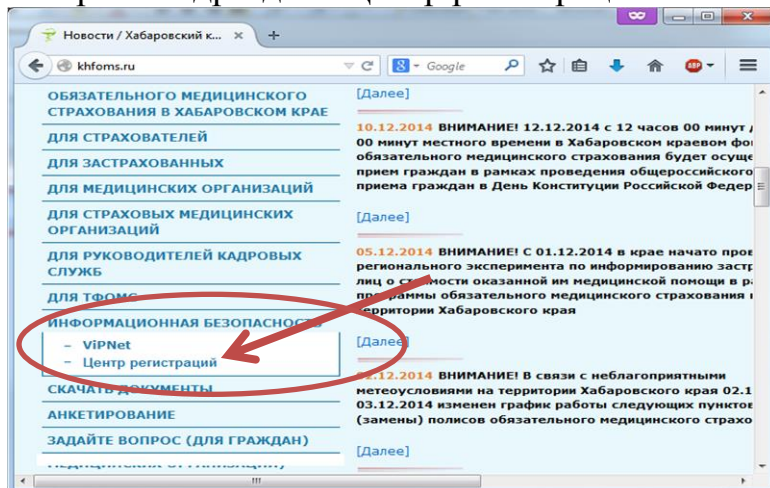 Новости / Хабаровский к...
khfoms.ru
Google
ABP
ОБЯЗАТЕЛЬНОГО МЕДИЦИНСКОГО
СТРАХОВАНИЯ В ХАБАРОВСКОМ КРАЕ
ДЛЯ СТРАХОВАТЕЛЕЙ
ДЛЯ ЗАСТРАХОВАННЫХ
ДЛЯ МЕДИЦИНСКИХ ОРГАНИЗАЦИЙ
ДЛЯ СТРАХОВЫХ МЕДИЦИНСКИХ
ОРГАНИЗАЦИЙ
ДЛЯ РУКОВОДИТЕЛЕЙ КАДРОВЫХ
СЛУЖБ
ДЛЯ ТФОМС
ИНФОРМАЦИОННАЯ БЕЗОПАСНОСТЬ
– ViPNet
– Центр регистраций
СКАЧАТЬ ДОКУМЕНТЫ
АНКЕТИРОВАНИЕ
ЗАДАЙТЕ ВОПРОС (ДЛЯ ГРАЖДАН)
[Далее]
10.12.2014 ВНИМАНИЕ! 12.12.2014 с 12 часов 00 минут
00 минут местного времени в Хабаровском краевом фо
обязательного медицинского страхования будет осуще
прием граждан в рамках проведения общероссийского
приема граждан в День Конституции Российской Федер
[Далее]
05.12.2014 ВНИМАНИЕ! С 01.12.2014 в крае начато пров
регионального эксперимента по информированию застр
лиц о стоимости оказанной им медицинской помощи в р
программы обязательного медицинского страхования
территории Хабаровского края
[Далее]
02.12.2014 ВНИМАНИЕ! В связи с неблагоприятными
метеоусловиями на территории Хабаровского края 02.1
03.12.2014 изменен график работы следующих пунктов
(замены) полисов обязательного медицинского страхо
[Далее]